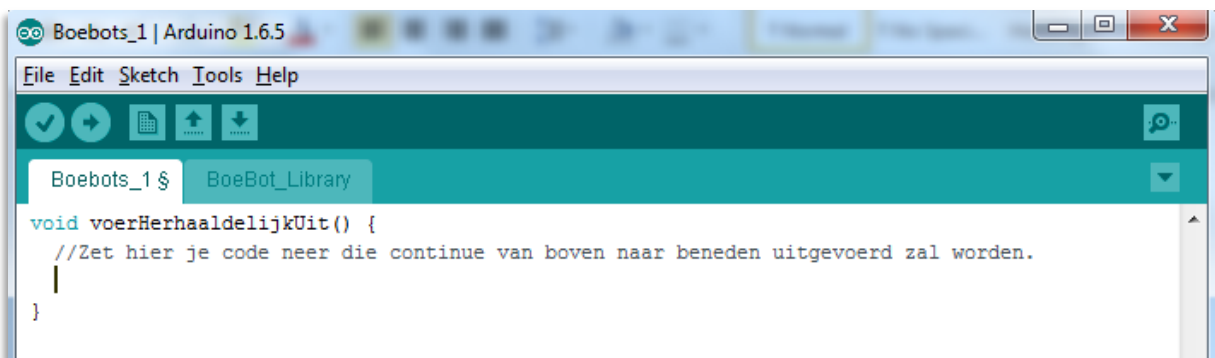 Boebots_1 | Arduino 1.6.5
File Edit Sketch Tools Help
Boebots_1 § BoeBot_Library
void voerHerhaaldelijkUit() {
//Zet hier je code neer die continue van boven naar beneden uitgevoerd zal worden.
}